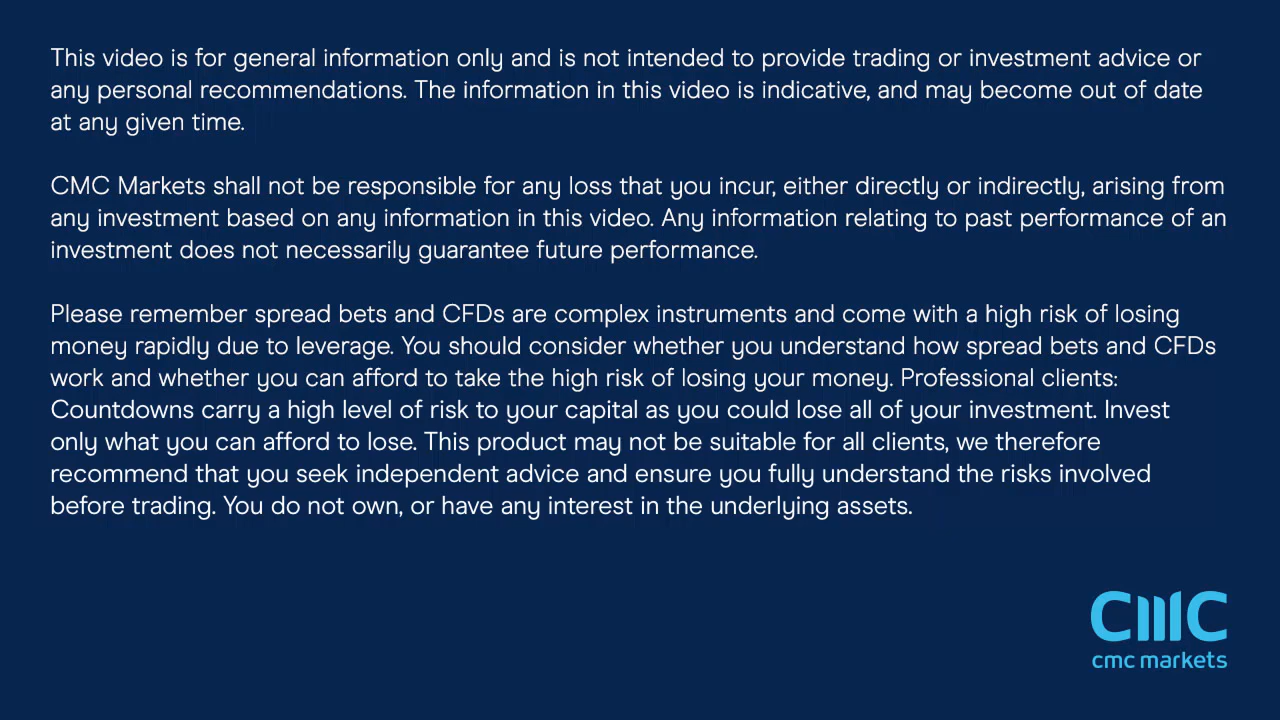 This video is for general information only and is not intended to provide trading or investment advice or
any personal recommendations. The information in this video is indicative, and may become out of date
at any given time.
CMC Markets shall not be responsible for any loss that you incur, either directly or indirectly, arising from
any investment based on any information in this video. Any information relating to past performance of an
investment does not necessarily guarantee future performance.
Please remember spread bets and CFDs are complex instruments and come with a high risk of losing
money rapidly due to leverage. You should consider whether you understand how spread bets and CFDs
work and whether you can afford to take the high risk of losing your money. Professional clients:
Countdowns carry a high level of risk to your capital as you could lose all of your investment. Invest
only what you can afford to lose. This product may not be suitable for all clients, we therefore
recommend that you seek independent advice and ensure you fully understand the risks involved
before trading. You do not own, or have any interest in the underlying assets.
CMC
cmc markets